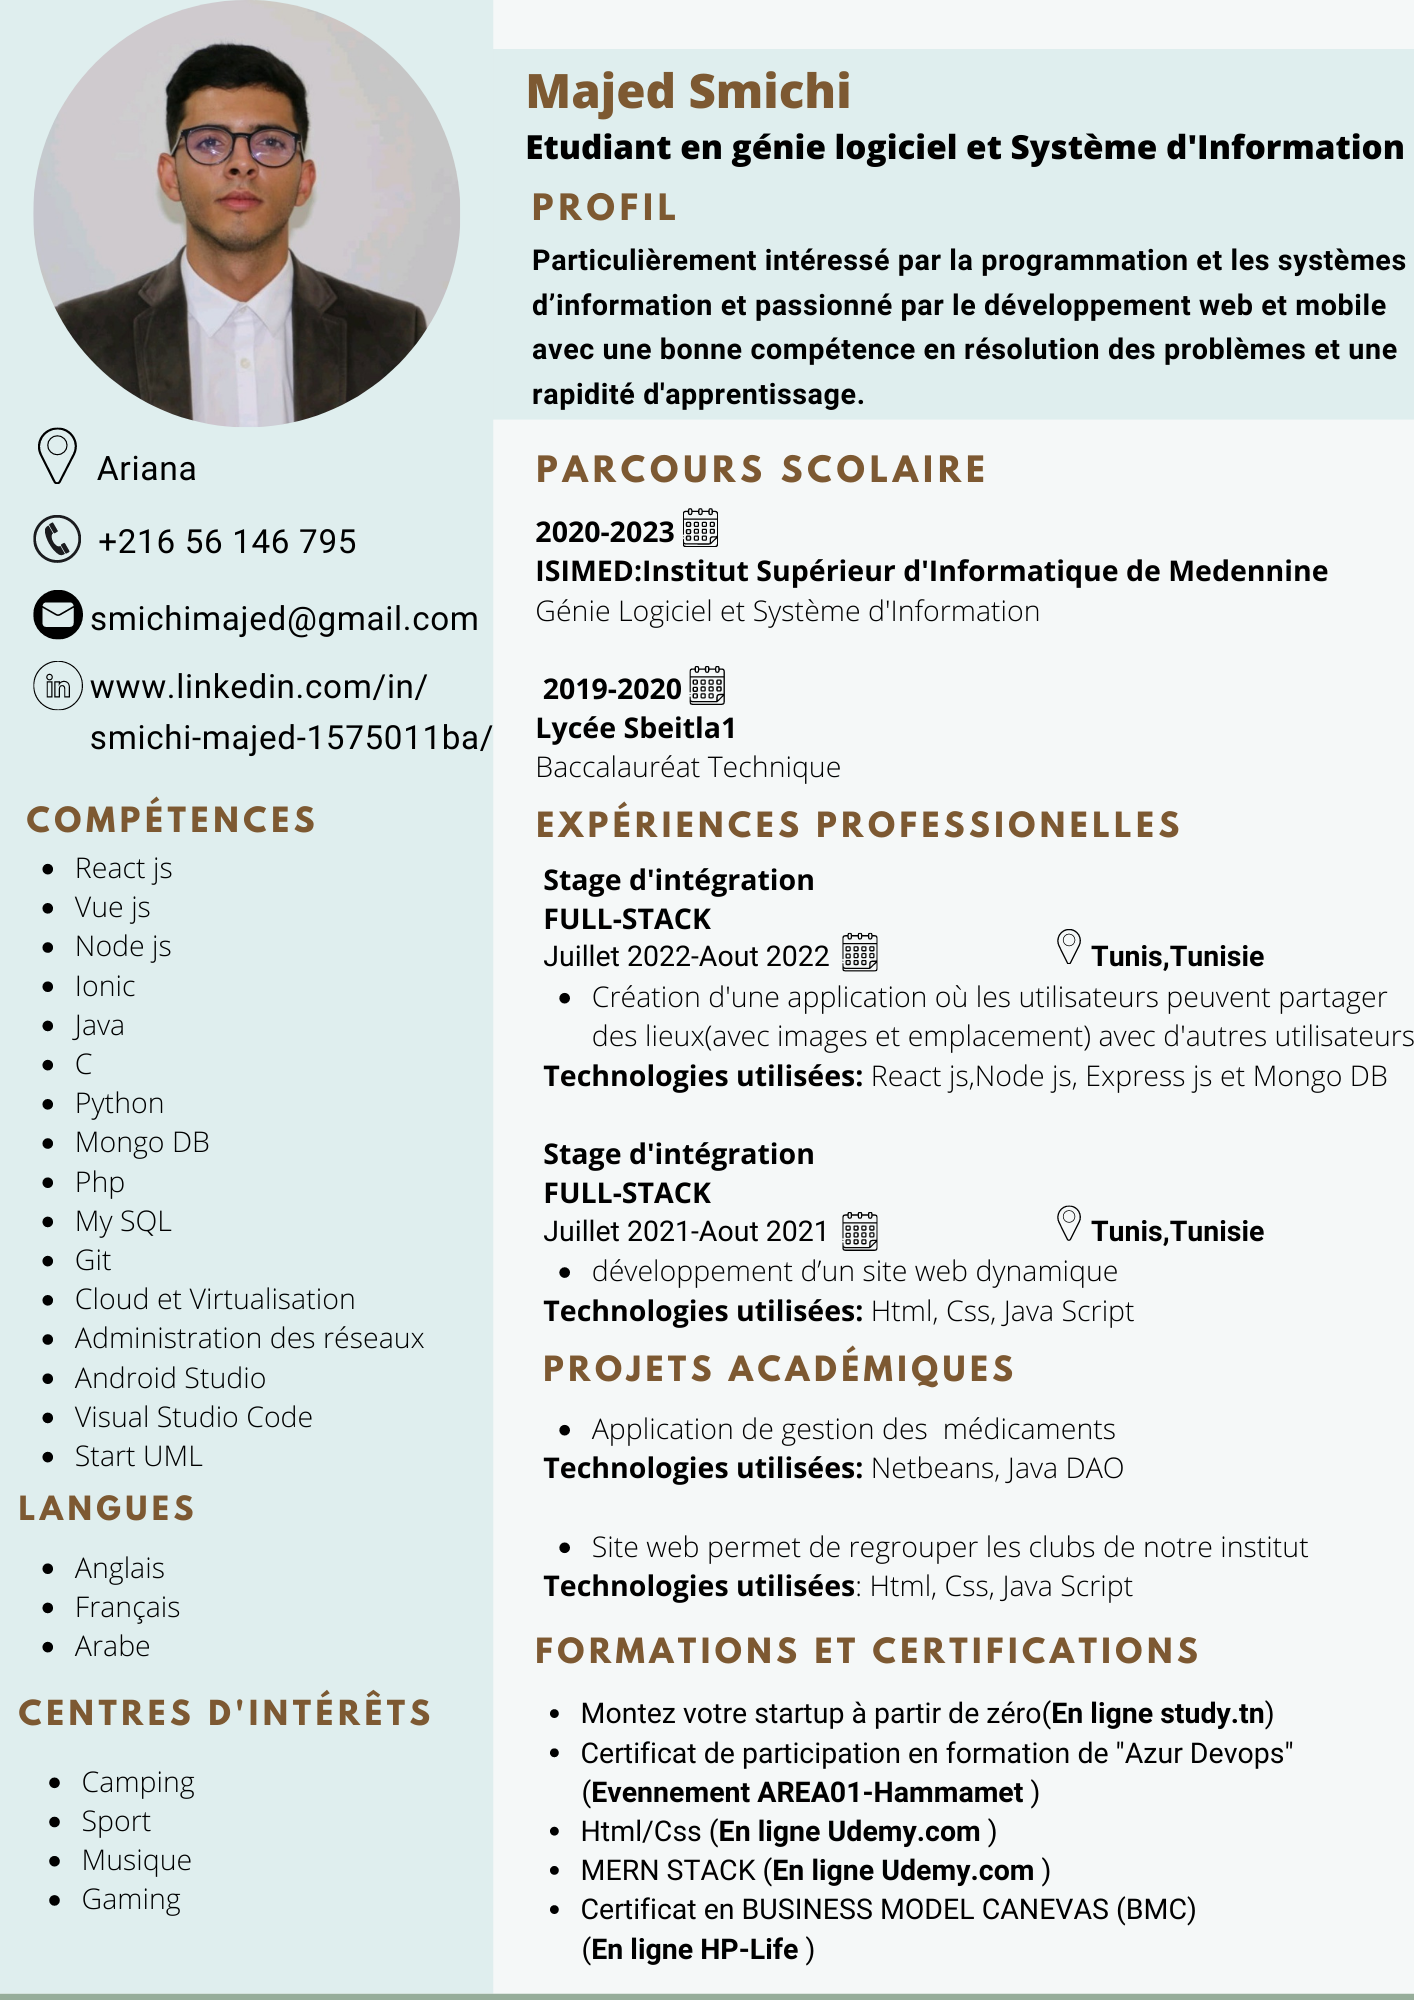 Majed Smichi
Etudiant en génie logiciel et Système d'Information
PROFIL
Particulièrement intéressé par la programmation et les systèmes
d’information et passionné par le développement web et mobile
avec une bonne compétence en résolution des problèmes et une
rapidité d'apprentissage.
Ariana
+216 56 146 795
smichimajed@gmail.com
in
www.linkedin.com/in/
smichi-majed-1575011ba/
COMPÉTENCES
• React js
• Vue js
• Node js
• Ionic
• Java
• C
• Python
• Mongo DB
• Php
• My SQL
• Git
• Cloud et Virtualisation
• Administration des réseaux
• Android Studio
• Visual Studio Code
• Start UML
LANGUES
• Anglais
• Français
• Arabe
CENTRES D'INTÉRÊTS
• Camping
• Sport
• Musique
• Gaming
PARCOURS SCOLAIRE
2020-2023
ISIMED:Institut Supérieur d'Informatique de Medennine
Génie Logiciel et Système d'Information
2019-2020
Lycée Sbeitla1
Baccalauréat Technique
EXPÉRIENCES PROFESSIONELLES
Stage d'intégration
FULL-STACK
Juillet 2022-Aout 2022 Tunis,Tunisie
• Création d'une application où les utilisateurs peuvent partager
des lieux(avec images et emplacement) avec d'autres utilisateurs
Technologies utilisées: React js,Node js, Express js et Mongo DB
Stage d'intégration
FULL-STACK
Juillet 2021-Aout 2021 Tunis,Tunisie
• développement d’un site web dynamique
Technologies utilisées: Html, Css, Java Script
PROJETS ACADÉMIQUES
• Application de gestion des  médicaments
Technologies utilisées: Netbeans, Java DAO
• Site web permet de regrouper les clubs de notre institut
Technologies utilisées: Html, Css, Java Script
FORMATIONS ET CERTIFICATIONS
• Montez votre startup à partir de zéro(En ligne study.tn)
• Certificat de participation en formation de "Azur Devops"
(Evennement AREA01-Hammamet )
• Html/Css (En ligne Udemy.com )
• MERN STACK (En ligne Udemy.com )
• Certificat en BUSINESS MODEL CANEVAS (BMC)
(En ligne HP-Life )